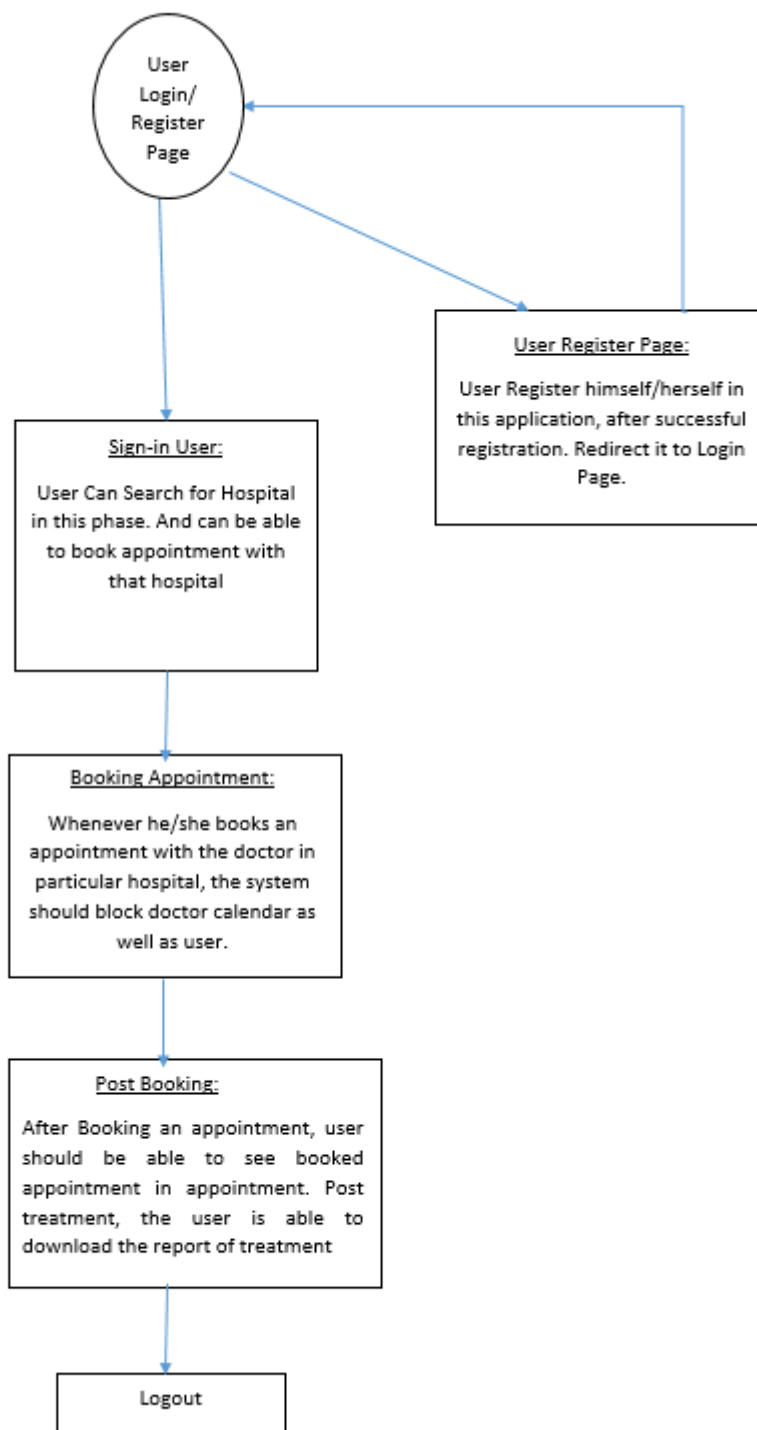 User
Login/
Register
Page
User Register Page:
User Register himself/herself in
this application, after successful
registration. Redirect it to Login
Page.
Sign-in User:
User Can Search for Hospital
in this phase. And can be able
to book appointment with
that hospital
Booking Appointment:
Whenever he/she books an
appointment with the doctor in
particular hospital, the system
should block doctor calendar as
well as user.
Post Booking:
After Booking an appointment, user
should be able to see booked
appointment in appointment. Post
treatment, the user is able to
download the report of treatment
Logout